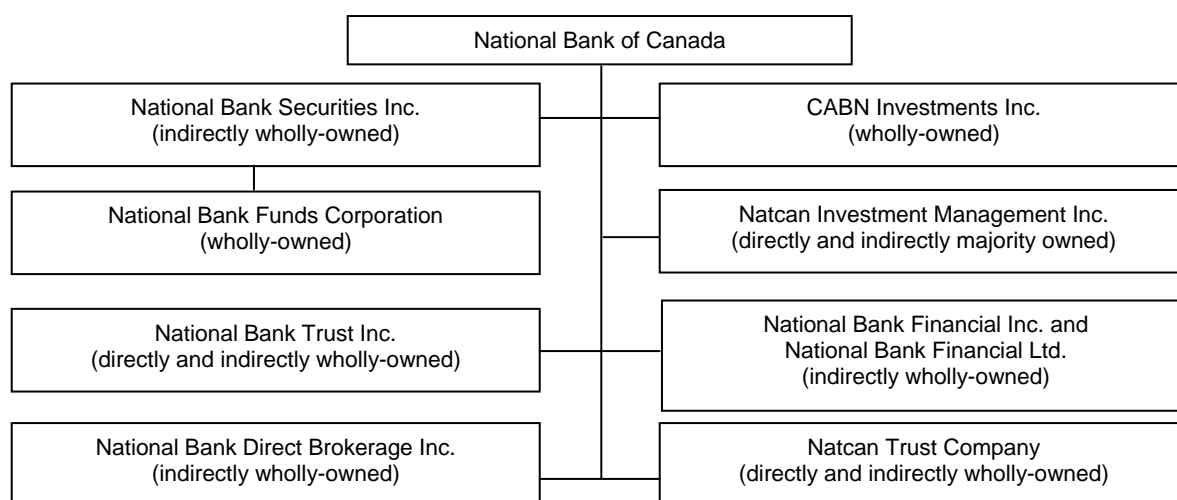 National Bank of Canada
National Bank Securities Inc.
(indirectly wholly-owned)
CABN Investments Inc.
(wholly-owned)
National Bank Funds Corporation
(wholly-owned)
Natcan Investment Management Inc.
(directly and indirectly majority owned)
National Bank Trust Inc.
(directly and indirectly wholly-owned)
National Bank Financial Inc. and
National Bank Financial Ltd.
(indirectly wholly-owned)
National Bank Direct Brokerage Inc.
(indirectly wholly-owned)
Natcan Trust Company
(directly and indirectly wholly-owned)